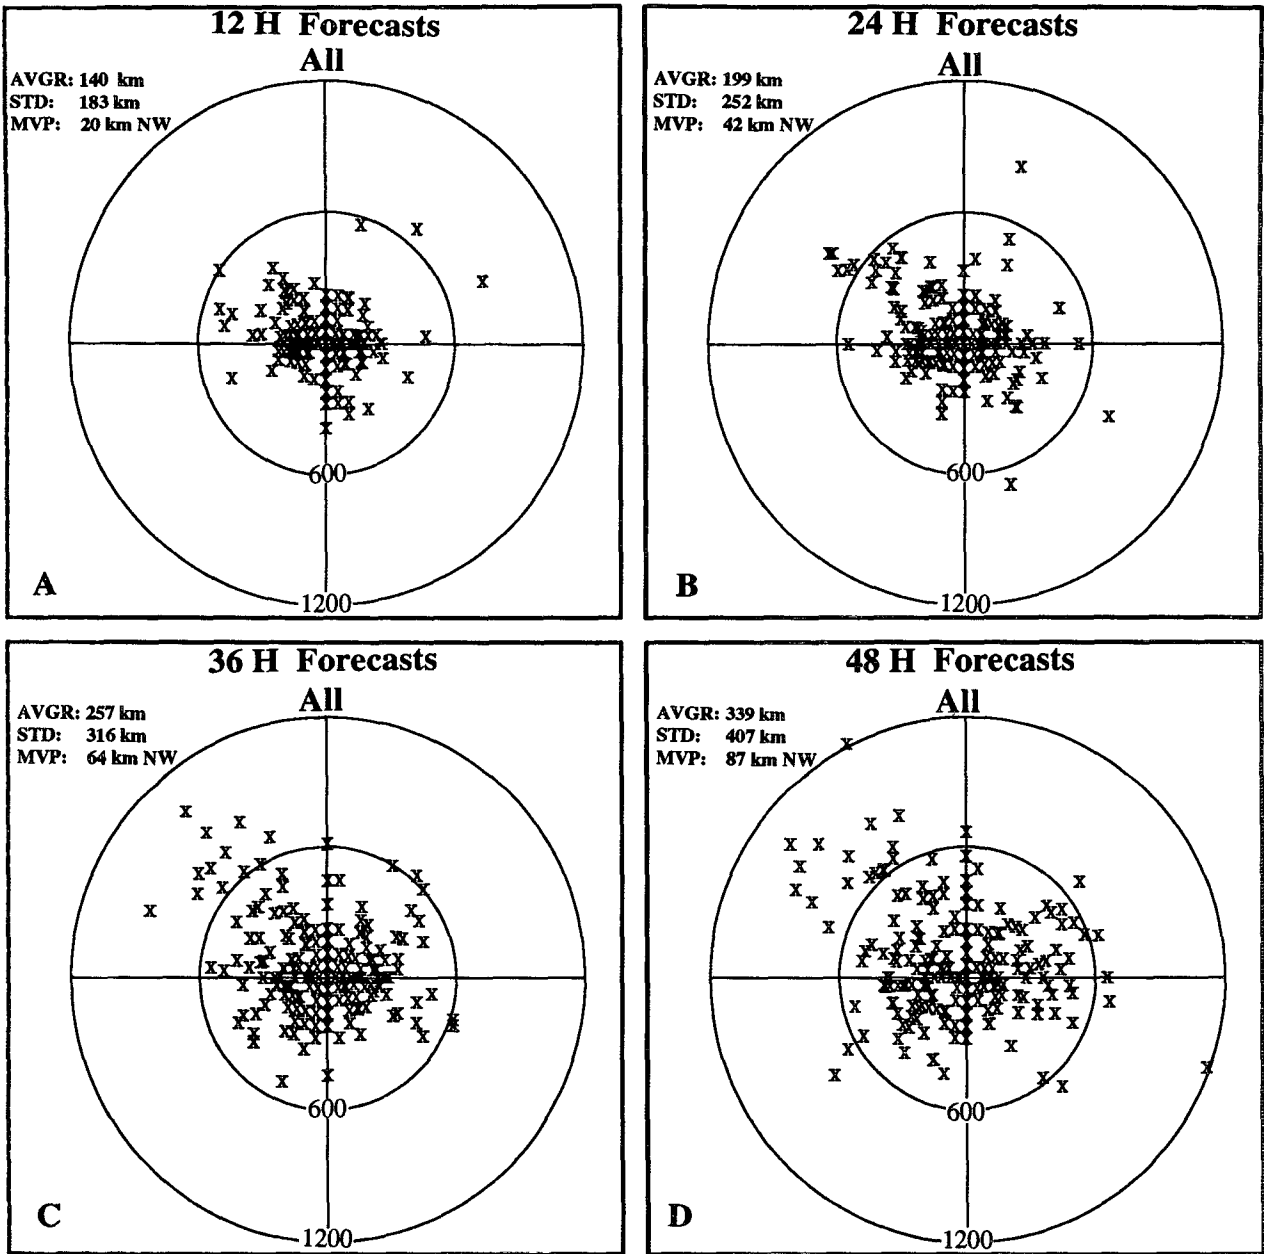 12 H Forecasts
All
AVGR: 140 km
STD: 183 km
MVP: 20 km NW
600
1200
A
24 H Forecasts
All
AVGR: 199 km
STD: 252 km
MVP: 42 km NW
600
1200
B
36 H Forecasts
All
AVGR: 257 km
STD: 316 km
MVP: 64 km NW
600
1200
C
48 H Forecasts
All
AVGR: 339 km
STD: 407 km
MVP: 87 km NW
600
1200
D